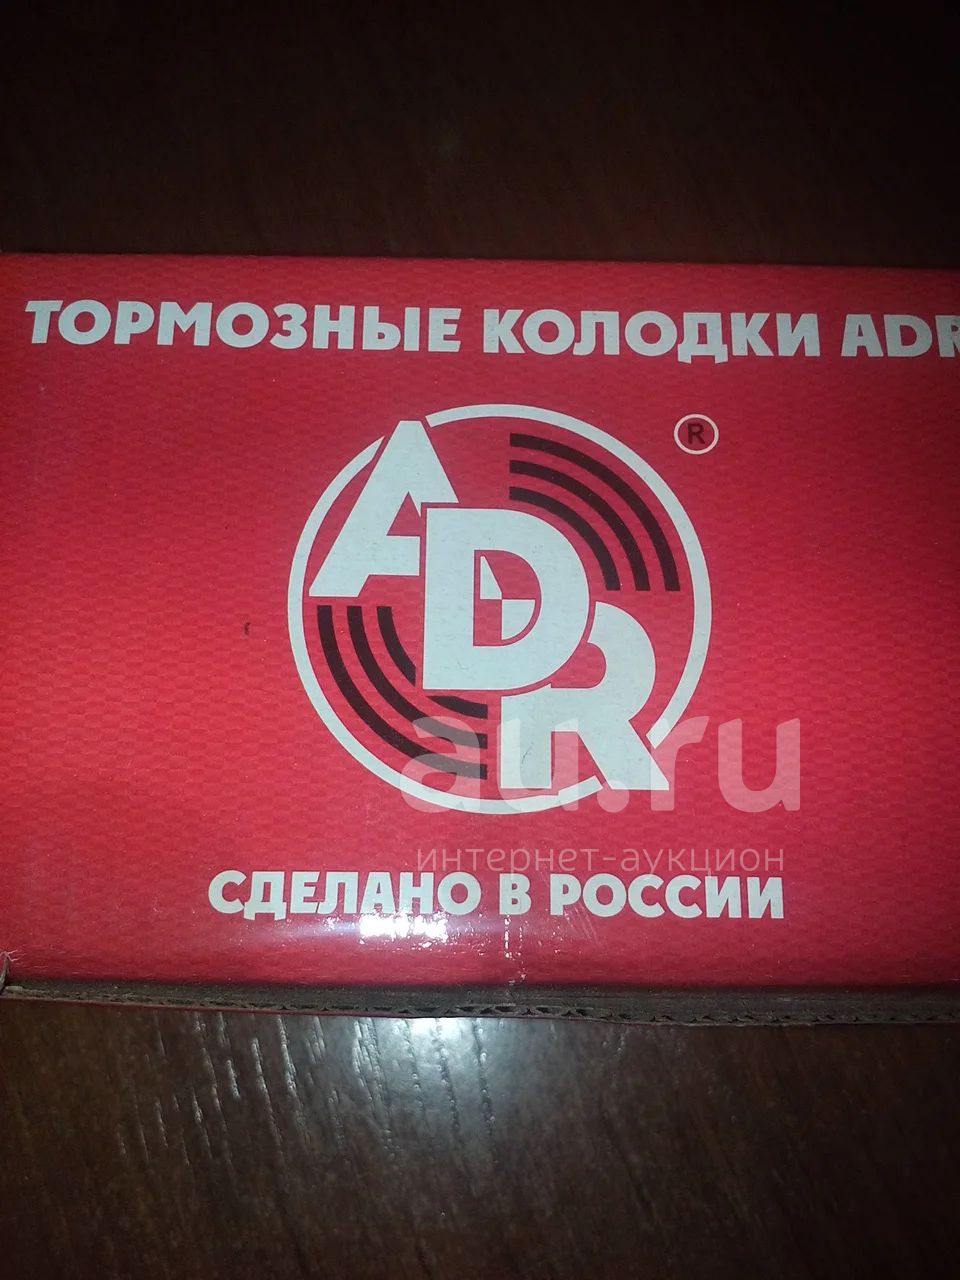 ТОРМОЗНЫЕ КОЛОДКИ ADR
®
ADR
au.ru
интернет-аукцион
СДЕЛАНО В РОССИИ